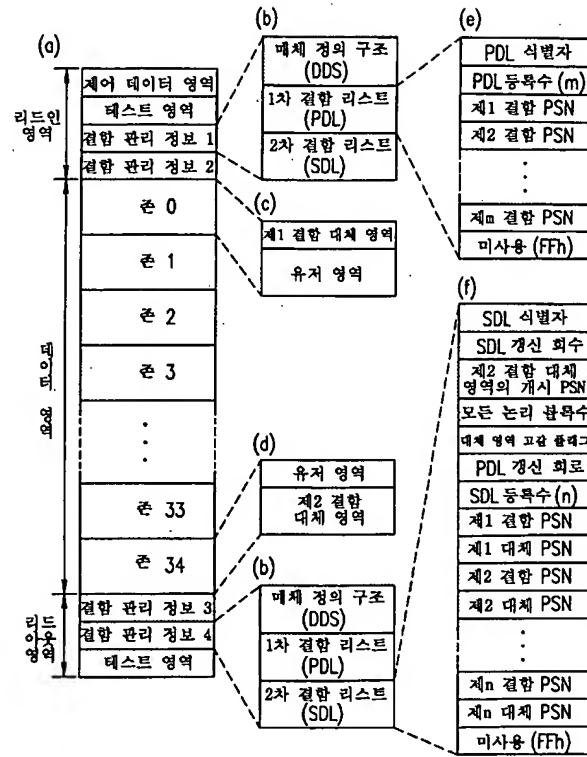 (a)
제어 데이터 영역
테스트 영역
결함 관리 정보 1
결함 관리 정보 2
존 0
존 1
존 2
존 3
존 33
존 34
결함 관리 정보 3
결함 관리 정보 4
테스트 영역
리드인
영역
데이터 영역
리드
아웃
영역
(b)
매체 정의 구조
(DDS)
1차 결함 리스트
(PDL)
2차 결함 리스트
(SDL)
(c)
제1 결함 대체 영역
유저 영역
(d)
유저 영역
제2 결함
대체 영역
(b)
매체 정의 구조
(DDS)
1차 결함 리스트
(PDL)
2차 결함 리스트
(SDL)
(e)
PDL 식별자
PDL등록수 (m)
제1 결함 PSN
제2 결함 PSN
제m 결함 PSN
미사용 (FFh)
(f)
SDL 식별자
SDL 갱신 회수
제2 결함 대체
영역의 개시 PSN
모든 논리 블록수
대체 영역 고갈 플래그
PDL 갱신 회로
SDL 등록수 (n)
제1 결함 PSN
제1 대체 PSN
제2 결함 PSN
제2 대체 PSN
제n 결함 PSN
제n 대체 PSN
미사용 (FFh)